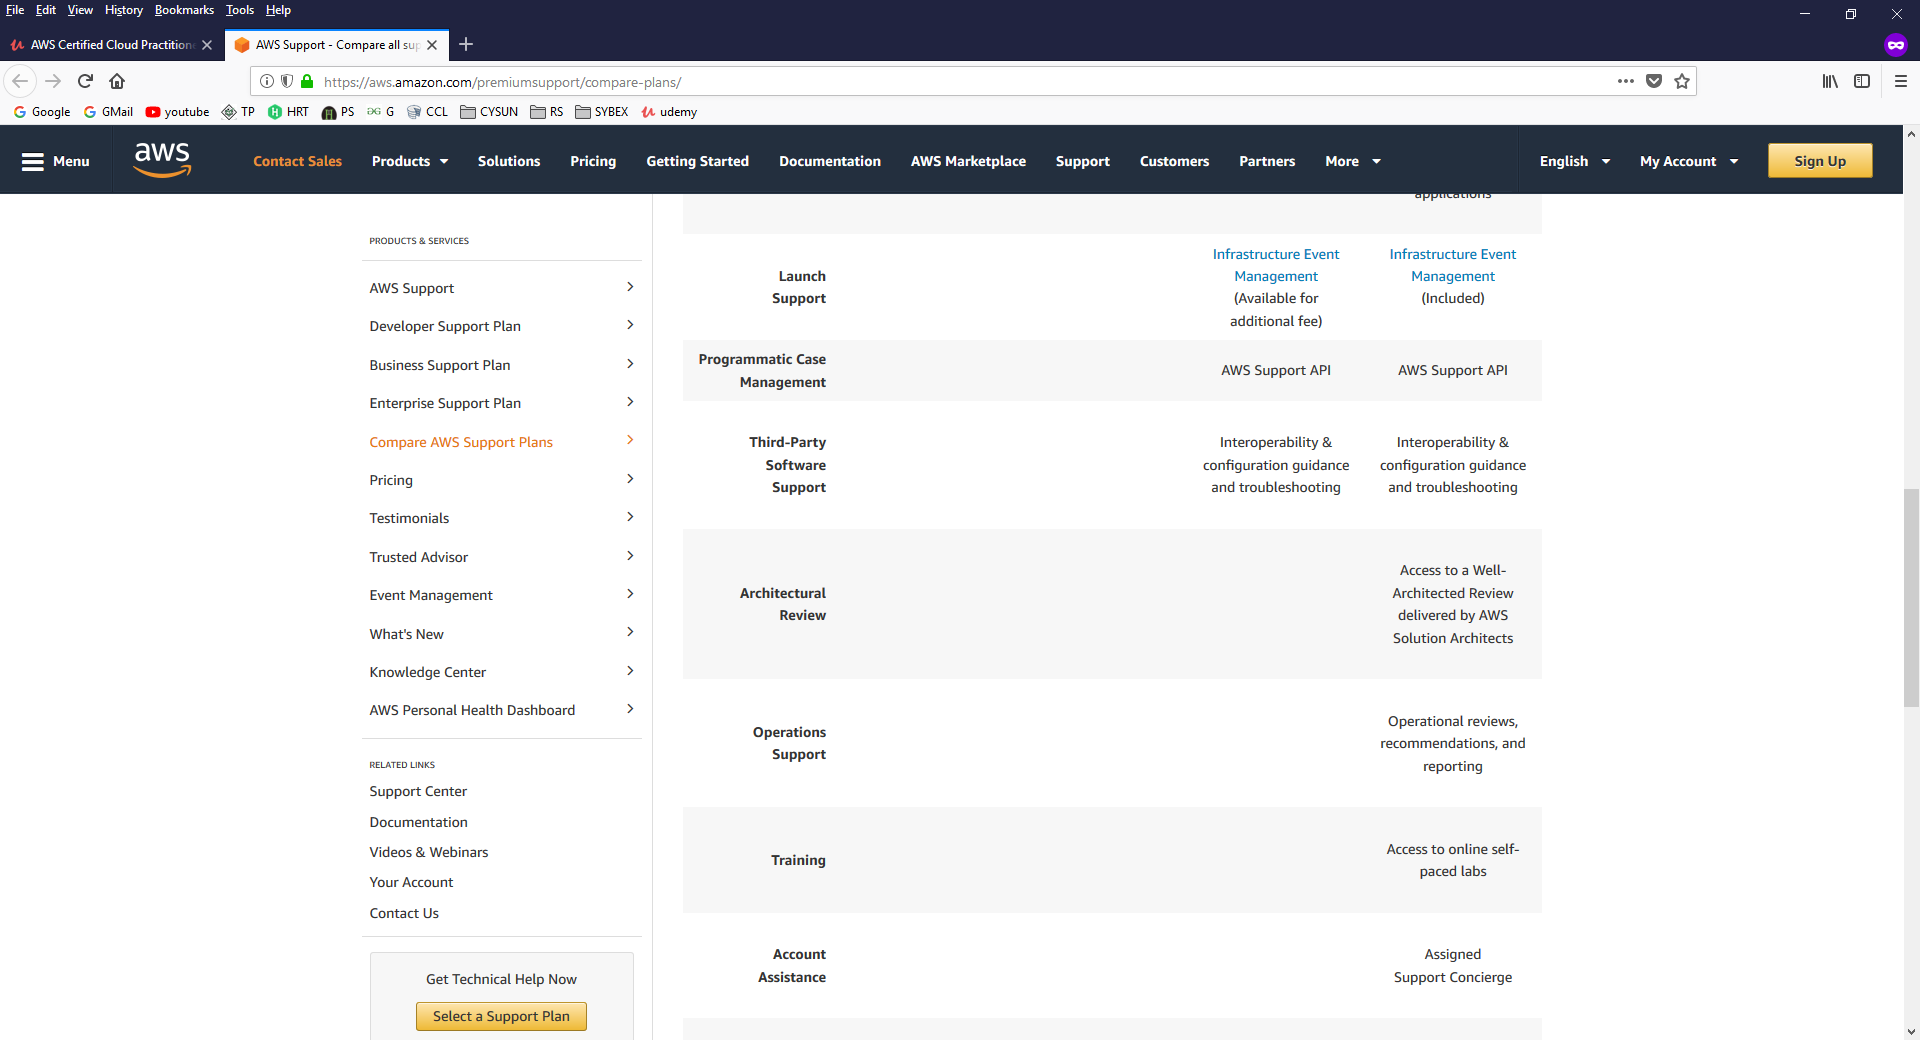 File Edit View History Bookmarks Tools Help
AWS Certified Cloud Practition
AWS Support - Compare all sup
https://aws.amazon.com/premiumsupport/compare-plans/
Google GMail youtube TP HRT PS G CCL CYSUN RS SYBEX udemy
Menu aws Contact Sales Products Solutions Pricing Getting Started Documentation AWS Marketplace Support Customers Partners More English My Account Sign Up
PRODUCTS & SERVICES
AWS Support
Developer Support Plan
Business Support Plan
Enterprise Support Plan
Compare AWS Support Plans
Pricing
Testimonials
Trusted Advisor
Event Management
What's New
Knowledge Center
AWS Personal Health Dashboard
RELATED LINKS
Support Center
Documentation
Videos & Webinars
Your Account
Contact Us
Get Technical Help Now
Select a Support Plan
applications
Launch
Support
Infrastructure Event
Management
(Available for
additional fee)
Infrastructure Event
Management
(Included)
Programmatic Case
Management
AWS Support API
AWS Support API
Third-Party
Software
Support
Interoperability &
configuration guidance
and troubleshooting
Interoperability &
configuration guidance
and troubleshooting
Architectural
Review
Access to a Well-
Architected Review
delivered by AWS
Solution Architects
Operations
Support
Operational reviews,
recommendations, and
reporting
Training
Access to online self-
paced labs
Account
Assistance
Assigned
Support Concierge